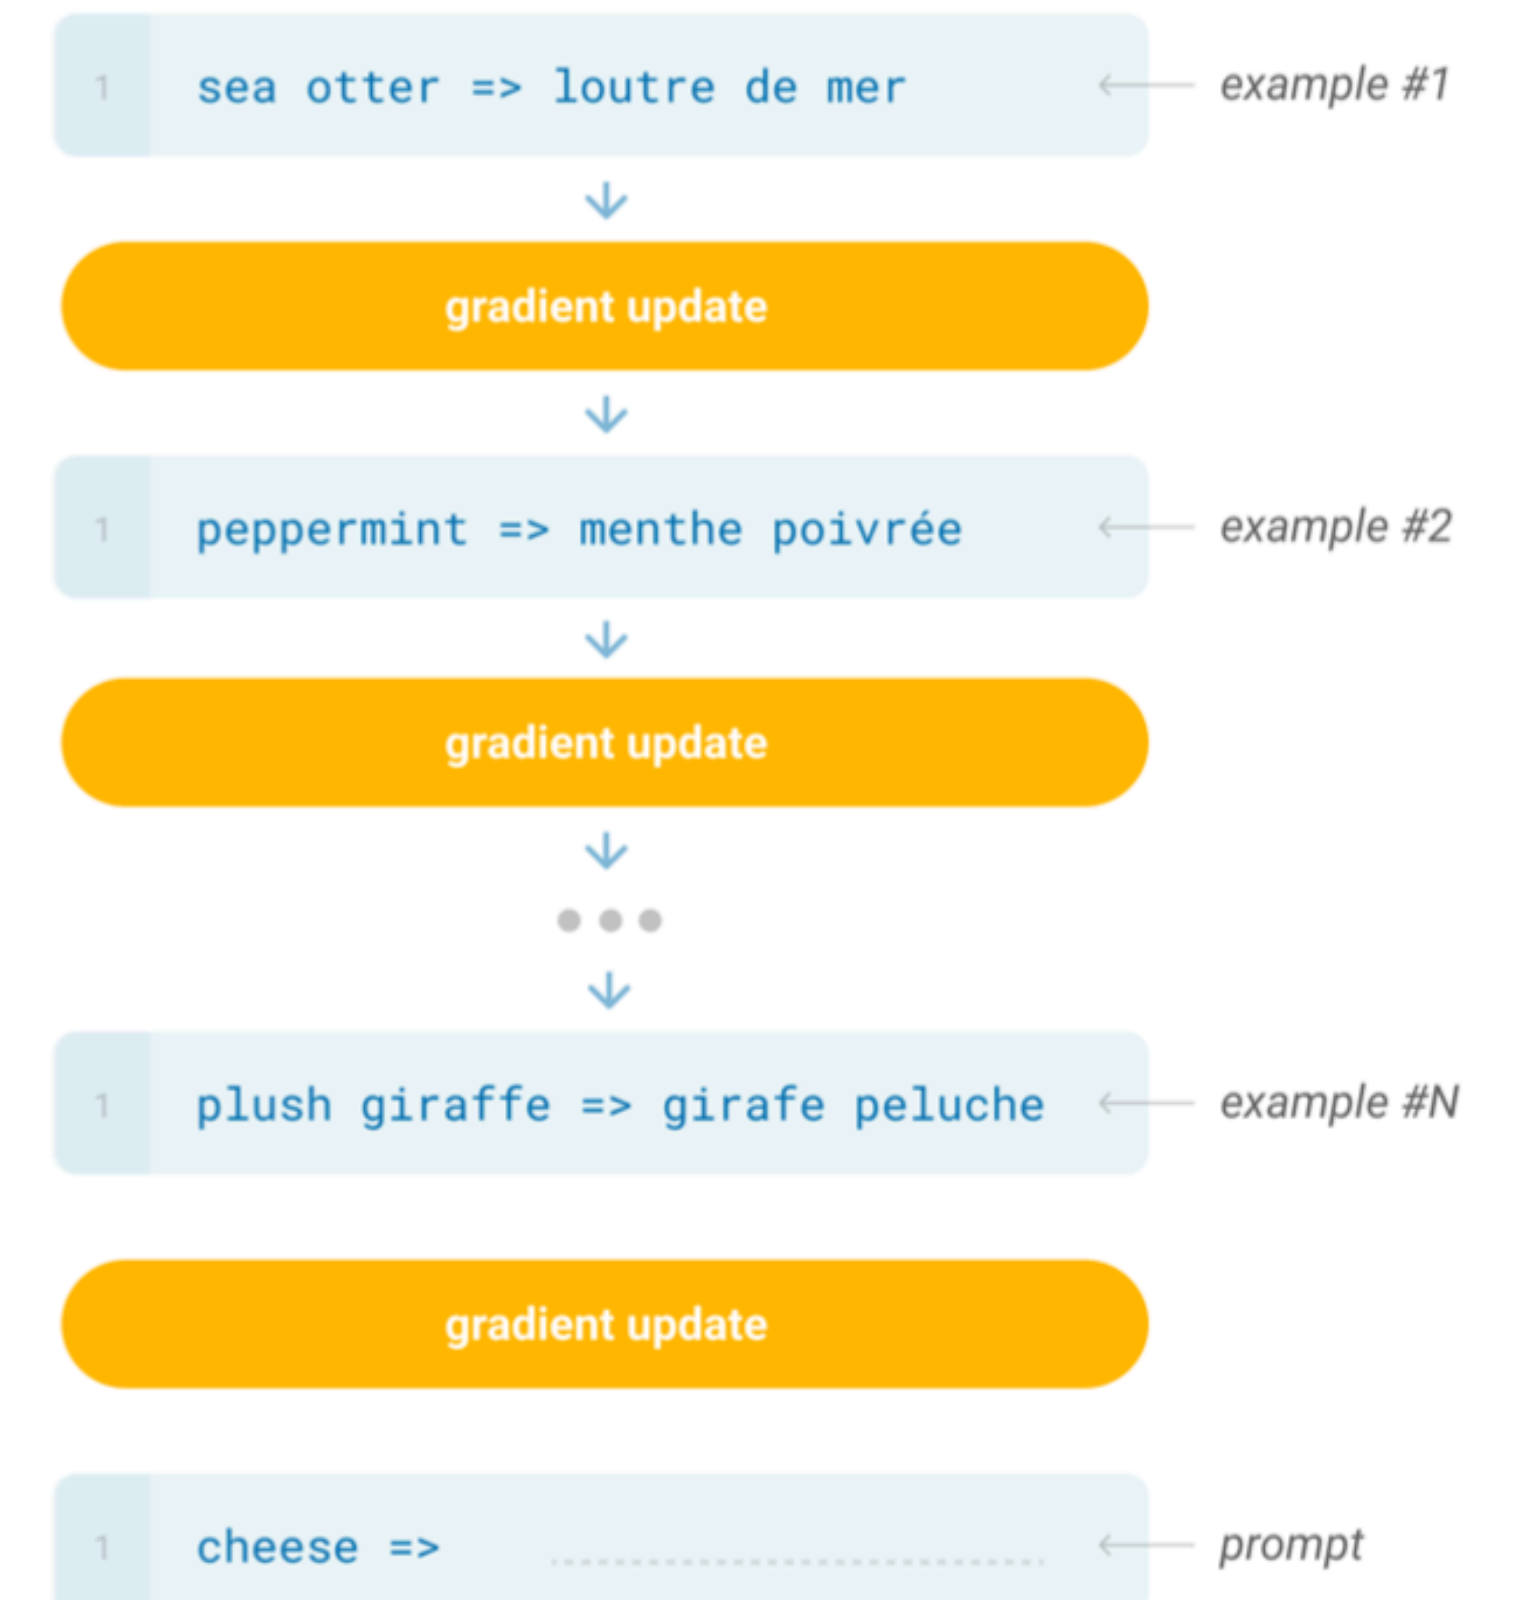 1 sea otter => loutre de mer example #1
gradient update
1 peppermint => menthe poivrée example #2
gradient update
1 plush giraffe => girafe peluche example #N
gradient update
1 cheese => prompt